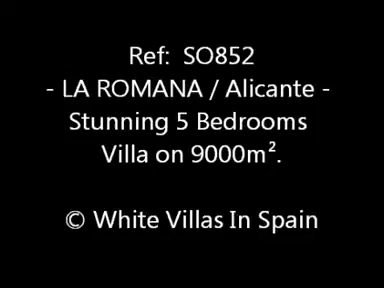 Ref:  SO852
- LA ROMANA / Alicante -
Stunning 5 Bedrooms
Villa on 9000m².
© White Villas In Spain